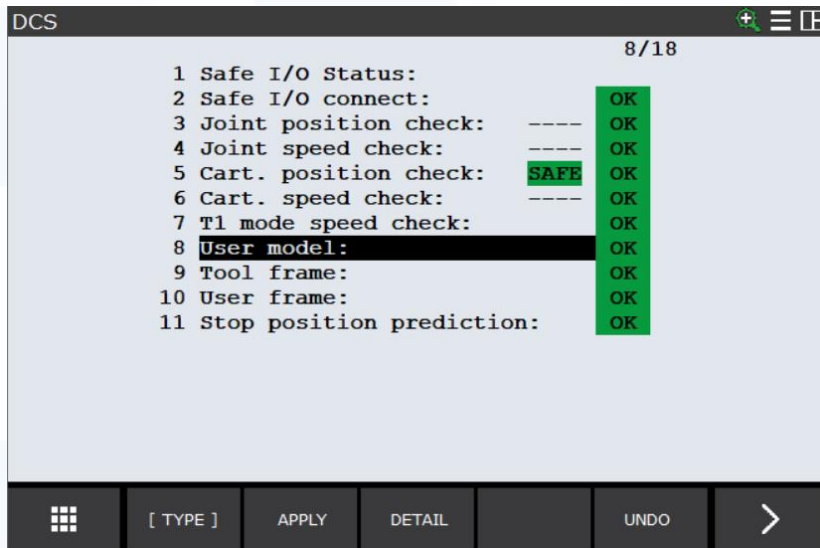 DCS
8/18
1 Safe I/O Status:
2 Safe I/O connect: OK
3 Joint position check: ---- OK
4 Joint speed check: ---- OK
5 Cart. position check: SAFE OK
6 Cart. speed check: ---- OK
7 T1 mode speed check: OK
8 User model: OK
9 Tool frame: OK
10 User frame: OK
11 Stop position prediction: OK
[ TYPE ] APPLY DETAIL UNDO >